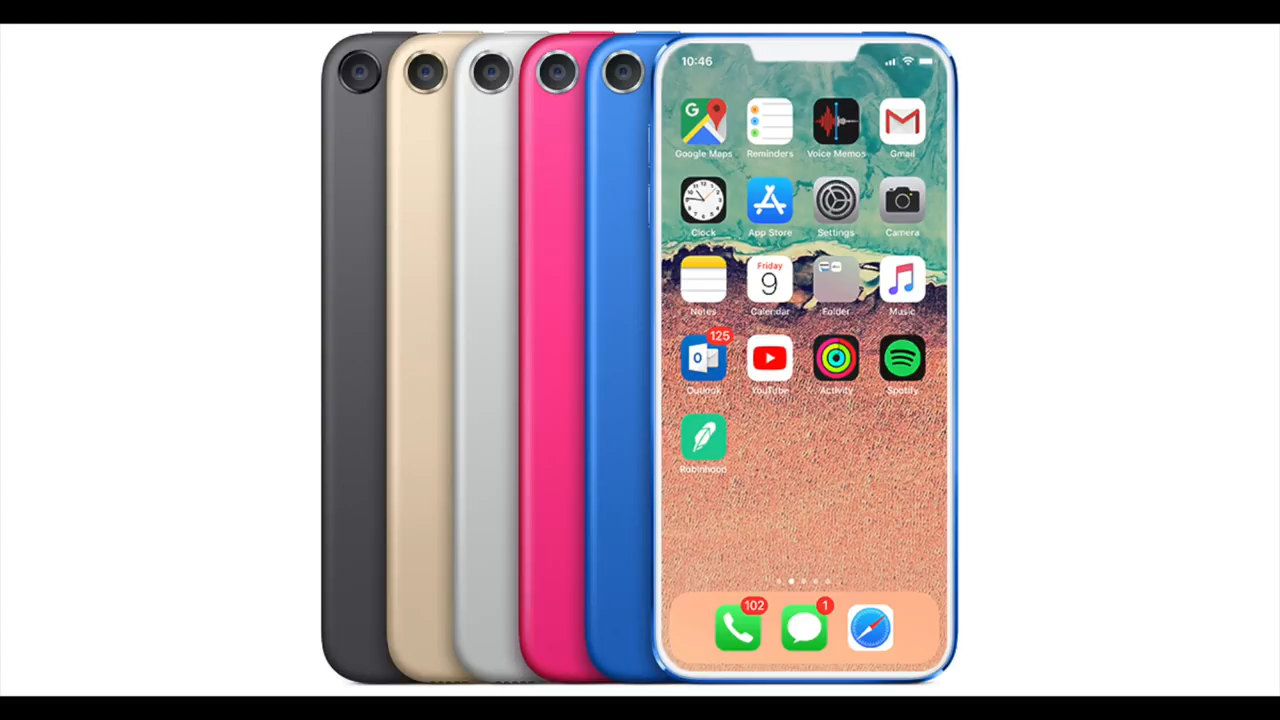 10:46
Google Maps Reminders Voice Memos Gmail
Clock App Store Settings Camera
Friday
9
Notes Calendar Folder Music
125
Outlook YouTube Activity Spotify
Robinhood
102 1